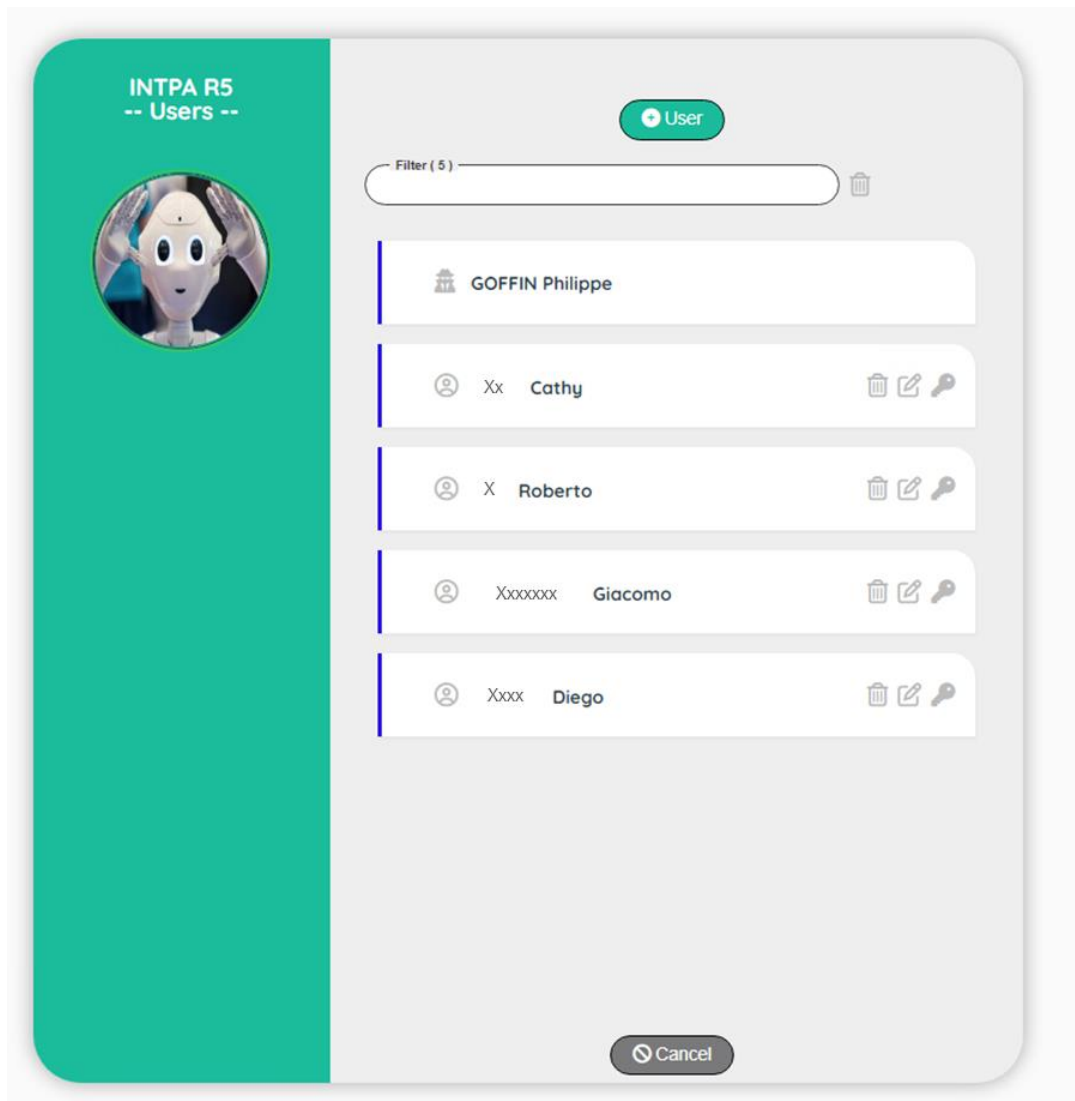 INTPA R5
-- Users --
User
Filter ( 5 )
GOFFIN Philippe
Xx Cathy
X Roberto
Xxxxxxx Giacomo
Xxxx Diego
Cancel